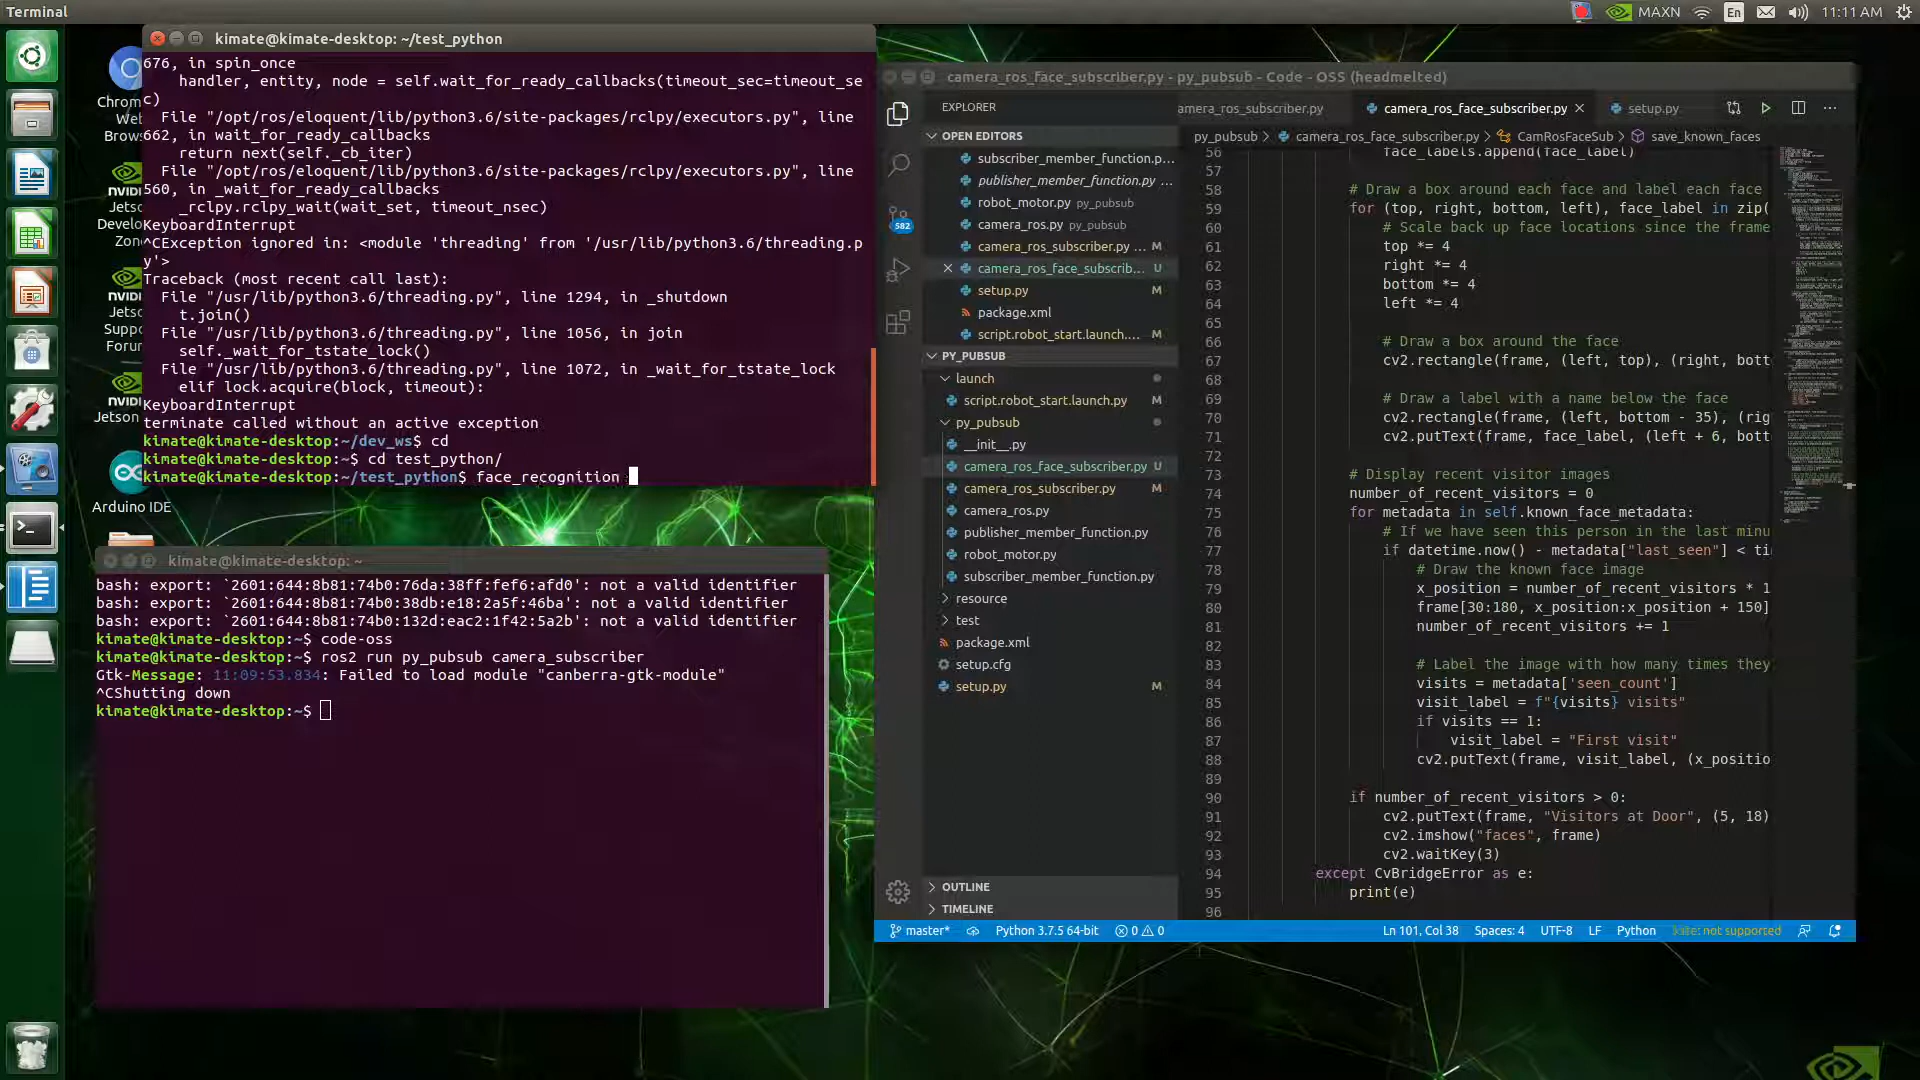 Terminal
MAXN
En
11:11 AM
Chrom
Web
Brows
NVIDI
Jets
Develo
Zon
NVIDI
Jets
Suppo
Foru
NVIDI
Jetson
Arduino IDE
kimate@kimate-desktop: ~/test_python
676, in spin_once
handler, entity, node = self.wait_for_ready_callbacks(timeout_sec=timeout_se
c)
File "/opt/ros/eloquent/lib/python3.6/site-packages/rclpy/executors.py", line
662, in wait_for_ready_callbacks
return next(self._cb_iter)
File "/opt/ros/eloquent/lib/python3.6/site-packages/rclpy/executors.py", line
560, in _wait_for_ready_callbacks
_rclpy.rclpy_wait(wait_set, timeout_nsec)
KeyboardInterrupt
^CException ignored in: <module 'threading' from '/usr/lib/python3.6/threading.p
y'>
Traceback (most recent call last):
File "/usr/lib/python3.6/threading.py", line 1294, in _shutdown
t.join()
File "/usr/lib/python3.6/threading.py", line 1056, in join
self._wait_for_tstate_lock()
File "/usr/lib/python3.6/threading.py", line 1072, in _wait_for_tstate_lock
elif lock.acquire(block, timeout):
KeyboardInterrupt
terminate called without an active exception
kimate@kimate-desktop:~/dev_ws$ cd
kimate@kimate-desktop:~$ cd test_python/
kimate@kimate-desktop:~/test_python$ face_recognition
kimate@kimate-desktop: ~
bash: export: `2601:644:8b81:74b0:76da:38ff:fef6:afd0': not a valid identifier
bash: export: `2601:644:8b81:74b0:38db:e18:2a5f:46ba': not a valid identifier
bash: export: `2601:644:8b81:74b0:132d:eac2:1f42:5a2b': not a valid identifier
kimate@kimate-desktop:~$ code-oss
kimate@kimate-desktop:~$ ros2 run py_pubsub camera_subscriber
Gtk-Message: 11:09:53.834: Failed to load module "canberra-gtk-module"
^CShutting down
kimate@kimate-desktop:~$
camera_ros_face_subscriber.py - py_pubsub - Code - OSS (headmelted)
EXPLORER
OPEN EDITORS
subscriber_member_function.p...
publisher_member_function.py ...
robot_motor.py py_pubsub
camera_ros.py py_pubsub
camera_ros_subscriber.py ... M
camera_ros_face_subscrib... U
setup.py M
package.xml
script.robot_start.launch.... M
582
PY_PUBSUB
launch
script.robot_start.launch.py M
py_pubsub
__init__.py
camera_ros_face_subscriber.py U
camera_ros_subscriber.py M
camera_ros.py
publisher_member_function.py
robot_motor.py
subscriber_member_function.py
resource
test
package.xml
setup.cfg
setup.py M
OUTLINE
TIMELINE
amera_ros_subscriber.py
camera_ros_face_subscriber.py
setup.py
py_pubsub > camera_ros_face_subscriber.py > CamRosFaceSub > save_known_faces
56 face_labels.append(face_label)
57
58 # Draw a box around each face and label each face
59 for (top, right, bottom, left), face_label in zip(
60 # Scale back up face locations since the frame
61 top *= 4
62 right *= 4
63 bottom *= 4
64 left *= 4
65
66 # Draw a box around the face
67 cv2.rectangle(frame, (left, top), (right, bott
68
69 # Draw a label with a name below the face
70 cv2.rectangle(frame, (left, bottom - 35), (rig
71 cv2.putText(frame, face_label, (left + 6, bott
72
73 # Display recent visitor images
74 number_of_recent_visitors = 0
75 for metadata in self.known_face_metadata:
76 # If we have seen this person in the last minu
77 if datetime.now() - metadata["last_seen"] < ti
78 # Draw the known face image
79 x_position = number_of_recent_visitors * 1
80 frame[30:180, x_position:x_position + 150]
81 number_of_recent_visitors += 1
82
83 # Label the image with how many times they
84 visits = metadata['seen_count']
85 visit_label = f"{visits} visits"
86 if visits == 1:
87 visit_label = "First visit"
88 cv2.putText(frame, visit_label, (x_positio
89
90 if number_of_recent_visitors > 0:
91 cv2.putText(frame, "Visitors at Door", (5, 18)
92 cv2.imshow("faces", frame)
93 cv2.waitKey(3)
94 except CvBridgeError as e:
95 print(e)
96
master* Python 3.7.5 64-bit 0 0 Ln 101, Col 38 Spaces: 4 UTF-8 LF Python kite: not supported